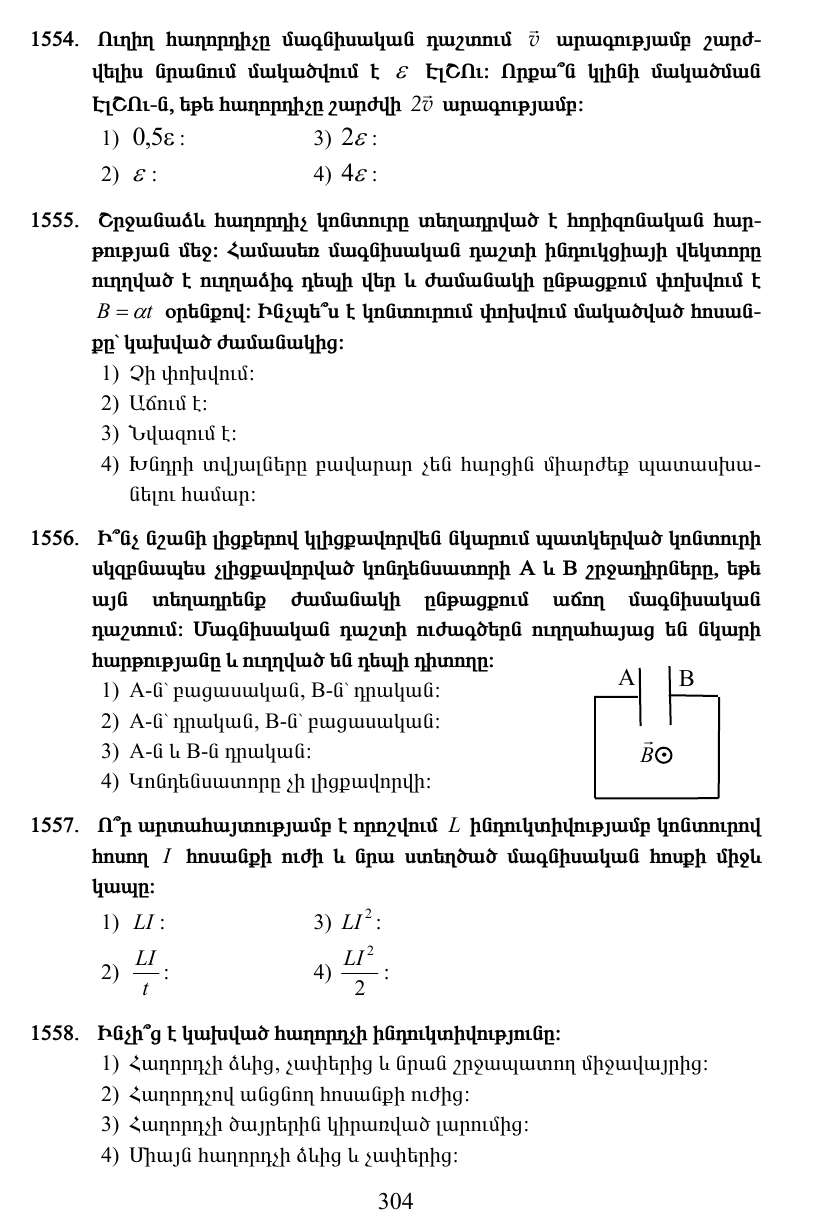 1554. Ուղիղ հաղորդիչը մագնիսական դաշտում v⃗ արագությամբ շարժ-
վելիս նրանում մակածվում է ε ԷլՇՈւ: Որքա՞ն կլինի մակածման
ԷլՇՈւ-ն, եթե հաղորդիչը շարժվի 2v⃗ արագությամբ:
1) 0,5ε : 3) 2ε :
2) ε : 4) 4ε :
1555. Շրջանաձև հաղորդիչ կոնտուրը տեղադրված է հորիզոնական հար-
թության մեջ: Համասեռ մագնիսական դաշտի ինդուկցիայի վեկտորը
ուղղված է ուղղաձիգ դեպի վեր և ժամանակի ընթացքում փոխվում է
B = αt օրենքով: Ինչպե՞ս է կոնտուրում փոխվում մակածված հոսան-
քը՝ կախված ժամանակից:
1) Չի փոխվում:
2) Աճում է:
3) Նվազում է:
4) Խնդրի տվյալները բավարար չեն հարցին միարժեք պատասխա-
նելու համար:
1556. Ի՞նչ նշանի լիցքերով կլիցքավորվեն նկարում պատկերված կոնտուրի
սկզբնապես չլիցքավորված կոնդենսատորի A և B շրջադիրները, եթե
այն տեղադրենք ժամանակի ընթացքում աճող մագնիսական
դաշտում: Մագնիսական դաշտի ուժագծերն ուղղահայաց են նկարի
հարթությանը և ուղղված են դեպի դիտողը:
1) A-ն՝ բացասական, B-ն՝ դրական:
2) A-ն՝ դրական, B-ն՝ բացասական:
3) A-ն և B-ն դրական:
4) Կոնդենսատորը չի լիցքավորվի:
A B
B⃗⊙
1557. Ո՞ր արտահայտությամբ է որոշվում L ինդուկտիվությամբ կոնտուրով
հոսող I հոսանքի ուժի և նրա ստեղծած մագնիսական հոսքի միջև
կապը:
1) LI : 3) LI² :
2) LI/t : 4) LI²/2 :
1558. Ինչի՞ց է կախված հաղորդչի ինդուկտիվությունը:
1) Հաղորդչի ձևից, չափերից և նրան շրջապատող միջավայրից:
2) Հաղորդչով անցնող հոսանքի ուժից:
3) Հաղորդչի ծայրերին կիրառված լարումից:
4) Միայն հաղորդչի ձևից և չափերից:
304